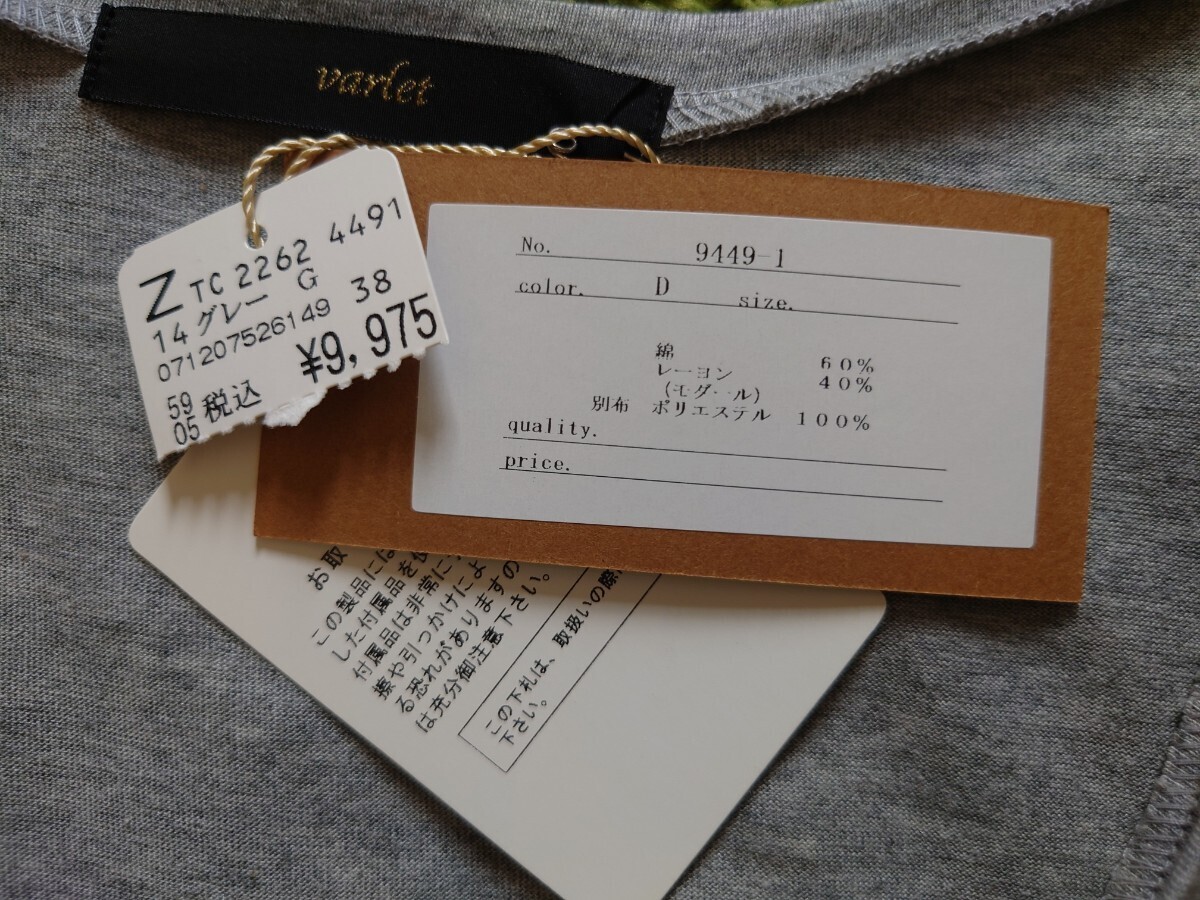 varlet
Z TC 2262 4491
14 グレー G
071207526149 38
¥9,975
59 税込
05
No. 9449-1
color. D size.
綿 60%
レーヨン 40%
(モダール)
別布 ポリエステル 100%
quality.
price.
お取
この製品には
した付属品を使
付属品は非常に
擦や引っかけによ
る恐れがありますの
は充分御注意下さい。
この下札は、取扱いの際
下さい。